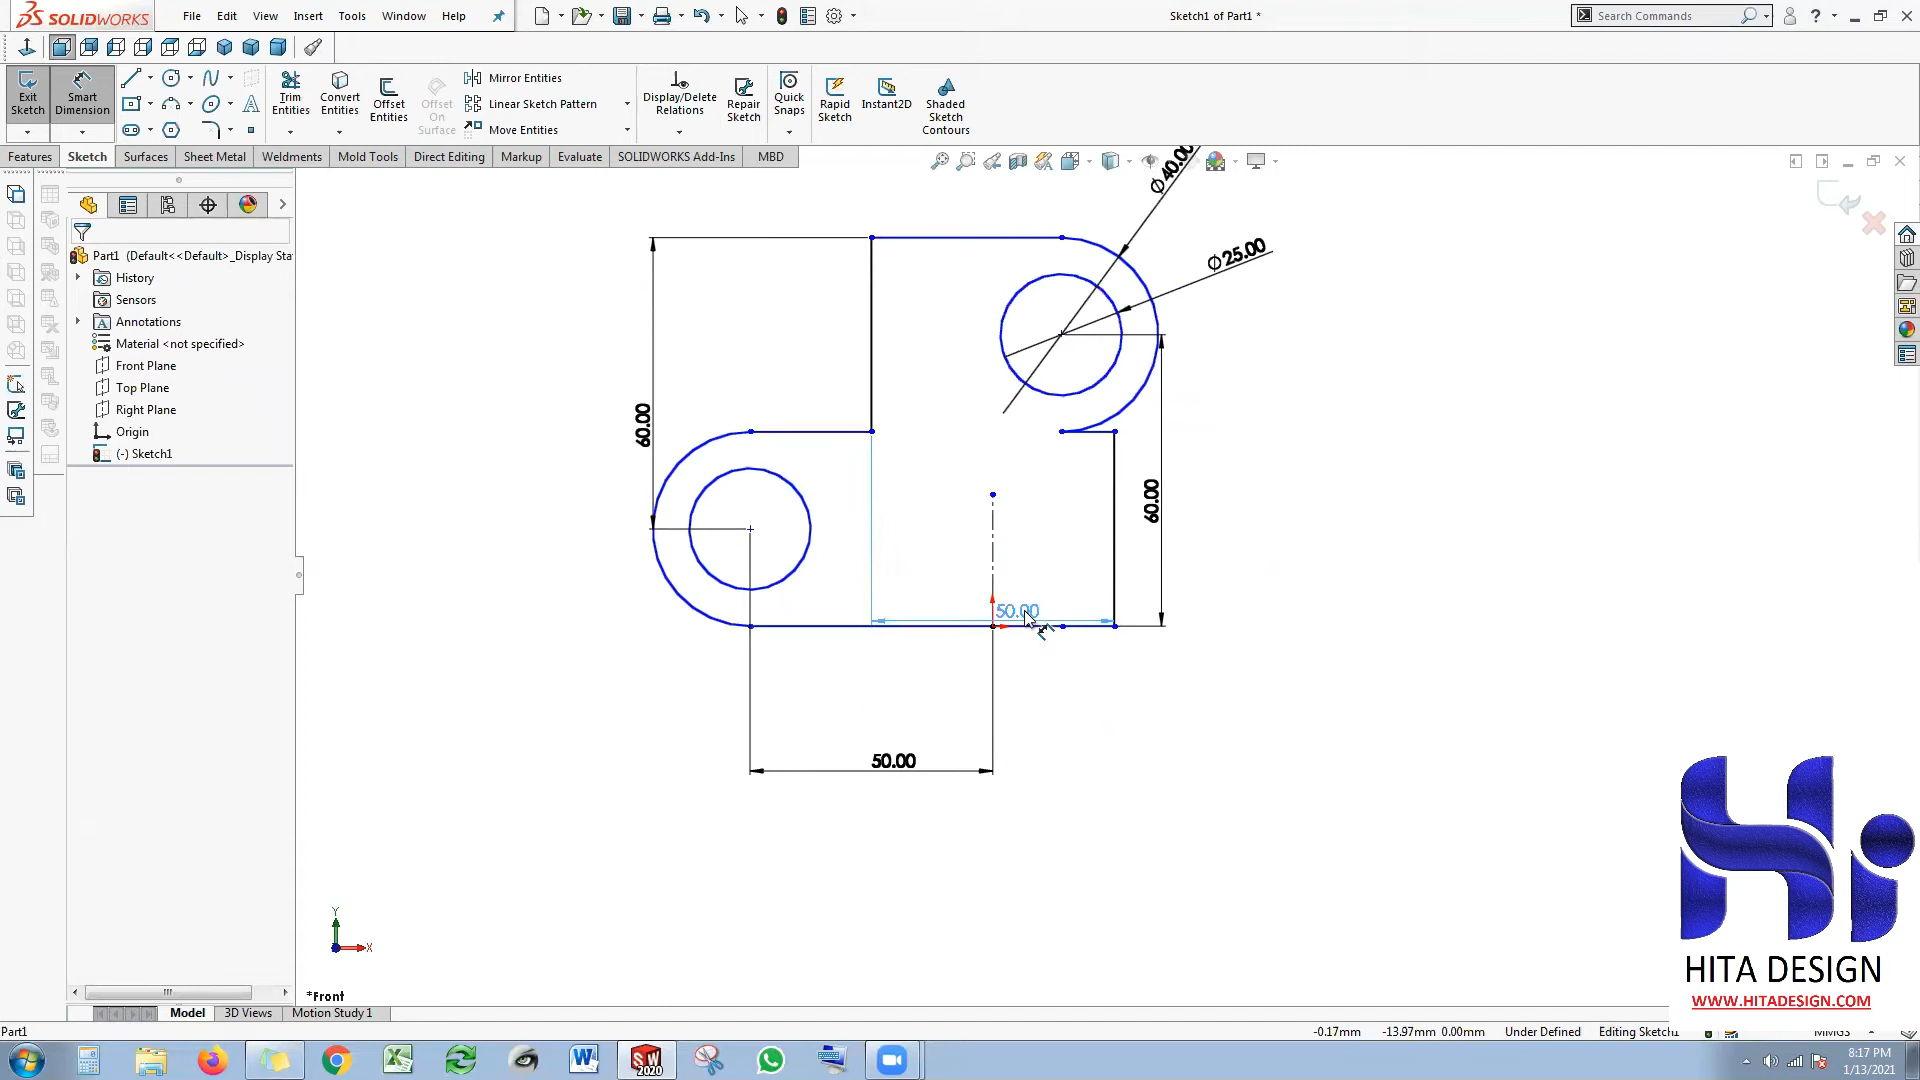 SOLIDWORKS
File Edit View Insert Tools Window Help
Sketch1 of Part1 *
Search Commands
Exit Sketch
Smart Dimension
Trim Entities
Convert Entities
Offset Entities
Offset On Surface
Mirror Entities
Linear Sketch Pattern
Move Entities
Display/Delete Relations
Repair Sketch
Quick Snaps
Rapid Sketch
Instant2D
Shaded Sketch Contours
Features Sketch Surfaces Sheet Metal Weldments Mold Tools Direct Editing Markup Evaluate SOLIDWORKS Add-Ins MBD
Part1 (Default<<Default>_Display Sta
History
Sensors
Annotations
Material <not specified>
Front Plane
Top Plane
Right Plane
Origin
(-) Sketch1
Ø40.00
Ø25.00
60.00
60.00
50.00
50.00
Y
X
*Front
HITA DESIGN
WWW.HITADESIGN.COM
Model 3D Views Motion Study 1
Part1
-0.17mm -13.97mm 0.00mm Under Defined Editing Sketch1 MMGS
SW 2020
8:17 PM
1/13/2021